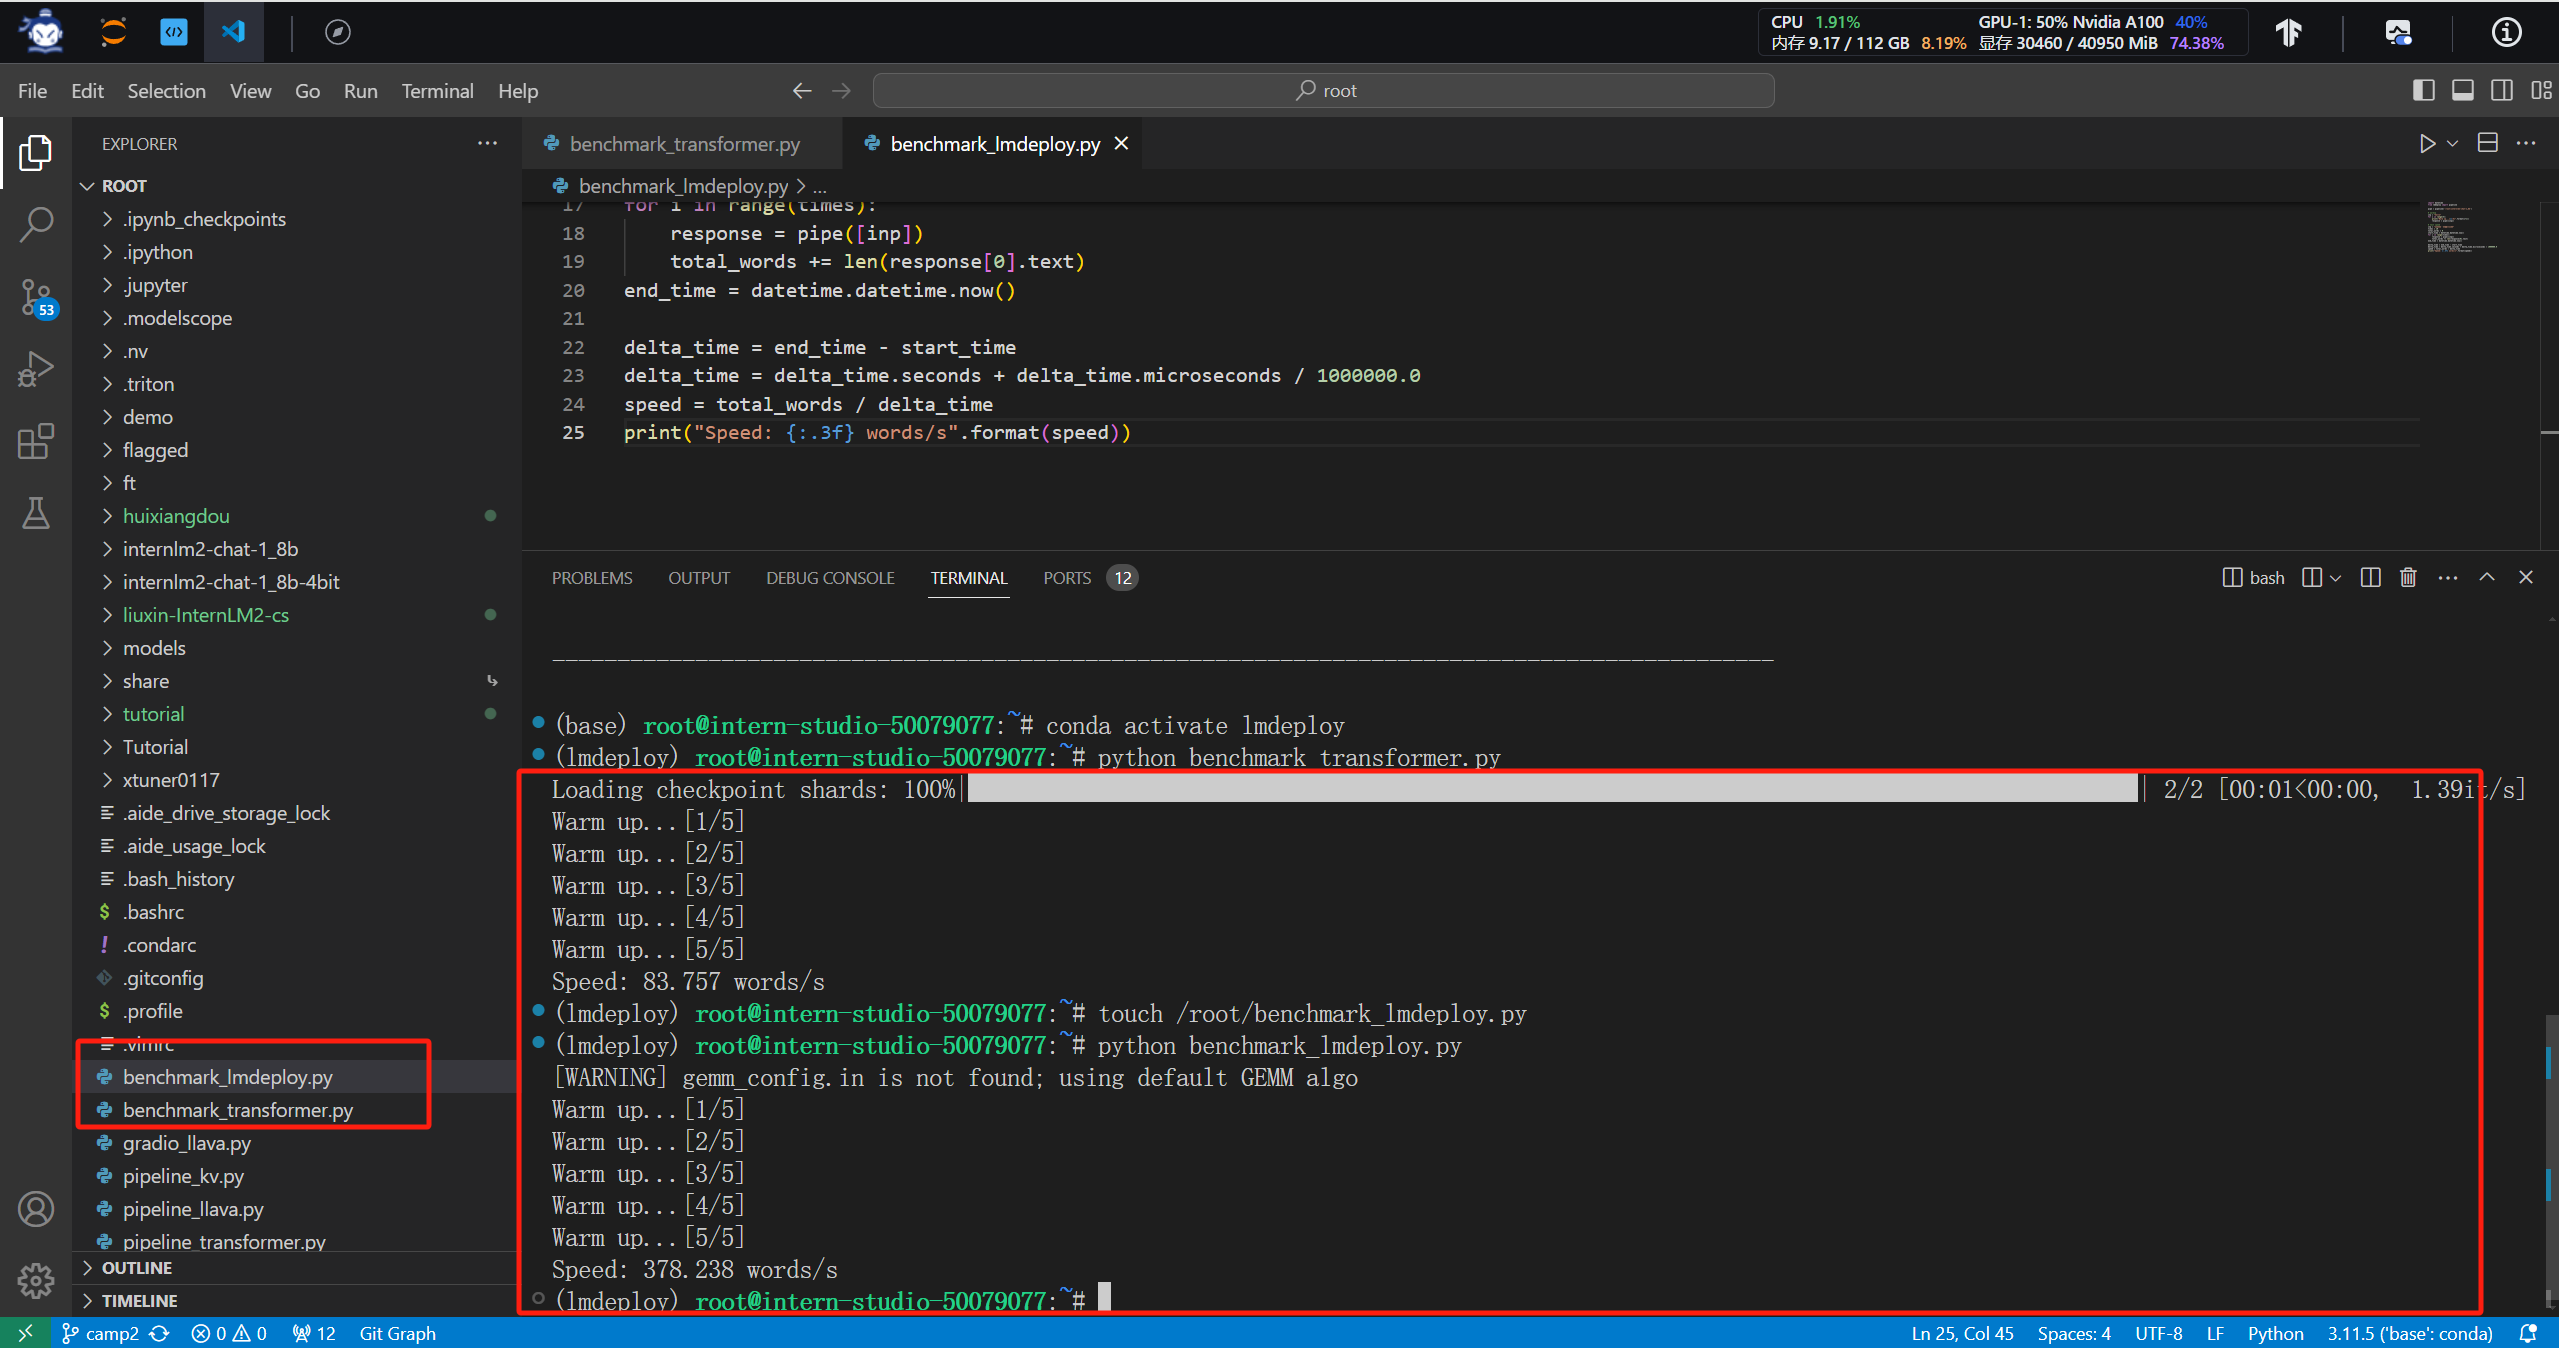 CPU 1.91%
GPU-1: 50% Nvidia A100 40%
内存 9.17 / 112 GB 8.19%
显存 30460 / 40950 MiB 74.38%
File Edit Selection View Go Run Terminal Help
root
EXPLORER
ROOT
.ipynb_checkpoints
.ipython
.jupyter
.modelscope
.nv
.triton
demo
flagged
ft
huixiangdou
internlm2-chat-1_8b
internlm2-chat-1_8b-4bit
liuxin-InternLM2-cs
models
share
tutorial
Tutorial
xtuner0117
.aide_drive_storage_lock
.aide_usage_lock
.bash_history
.bashrc
.condarc
.gitconfig
.profile
.vimrc
benchmark_lmdeploy.py
benchmark_transformer.py
gradio_llava.py
pipeline_kv.py
pipeline_llava.py
pipeline_transformer.py
OUTLINE
TIMELINE
53
benchmark_transformer.py
benchmark_lmdeploy.py
benchmark_lmdeploy.py > ...
17 for i in range(times):
18 response = pipe([inp])
19 total_words += len(response[0].text)
20 end_time = datetime.datetime.now()
21
22 delta_time = end_time - start_time
23 delta_time = delta_time.seconds + delta_time.microseconds / 1000000.0
24 speed = total_words / delta_time
25 print("Speed: {:.3f} words/s".format(speed))
PROBLEMS OUTPUT DEBUG CONSOLE TERMINAL PORTS 12
bash
(base) root@intern-studio-50079077:~# conda activate lmdeploy
(lmdeploy) root@intern-studio-50079077:~# python benchmark_transformer.py
Loading checkpoint shards: 100%| | 2/2 [00:01<00:00, 1.39it/s]
Warm up...[1/5]
Warm up...[2/5]
Warm up...[3/5]
Warm up...[4/5]
Warm up...[5/5]
Speed: 83.757 words/s
(lmdeploy) root@intern-studio-50079077:~# touch /root/benchmark_lmdeploy.py
(lmdeploy) root@intern-studio-50079077:~# python benchmark_lmdeploy.py
[WARNING] gemm_config.in is not found; using default GEMM algo
Warm up...[1/5]
Warm up...[2/5]
Warm up...[3/5]
Warm up...[4/5]
Warm up...[5/5]
Speed: 378.238 words/s
(lmdeploy) root@intern-studio-50079077:~#
camp2 0 0 12 Git Graph
Ln 25, Col 45 Spaces: 4 UTF-8 LF Python 3.11.5 ('base': conda)